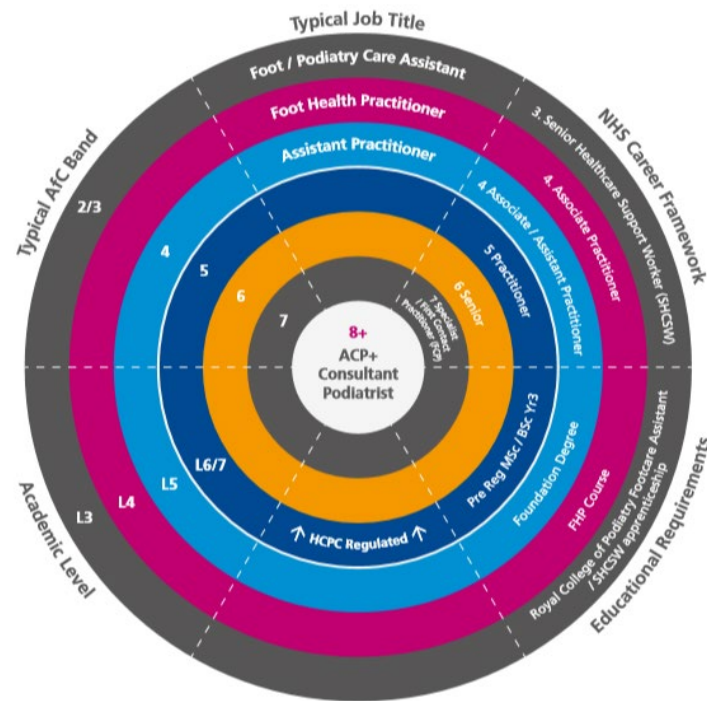 Typical Job Title
Foot / Podiatry Care Assistant
Foot Health Practitioner
Assistant Practitioner
NHS Career Framework
3. Senior Healthcare Support Worker (SHCSW)
4. Associate Practitioner
4 Associate / Assistant Practitioner
5 Practitioner
6 Senior
7 Specialist
/ First Contact
Practitioner (FCP)
Typical AfC Band
2/3
4
5
6
7
8+
ACP+
Consultant
Podiatrist
Academic Level
L3
L4
L5
L6/7
↑ HCPC Regulated ↑
Educational Requirements
Pre Reg MSc / BSc Yr3
Foundation Degree
FHP Course
Royal College of Podiatry Footcare Assistant
/ SHCSW apprenticeship